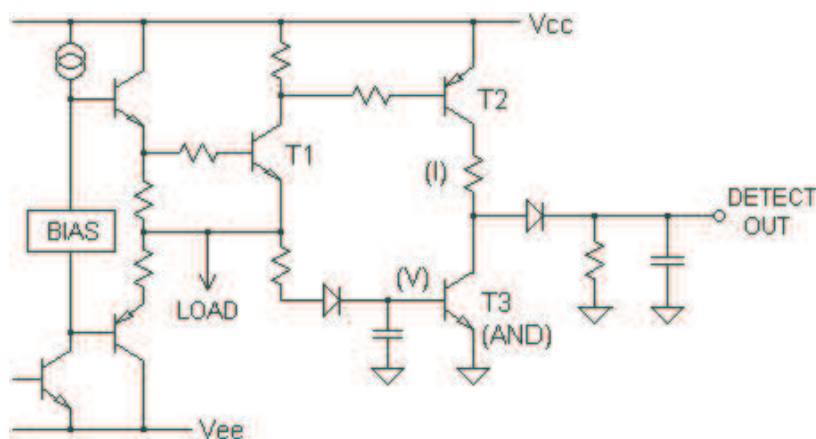 Vcc
T2
T1
(I)
DETECT
OUT
BIAS
(V)
LOAD
T3
(AND)
Vee